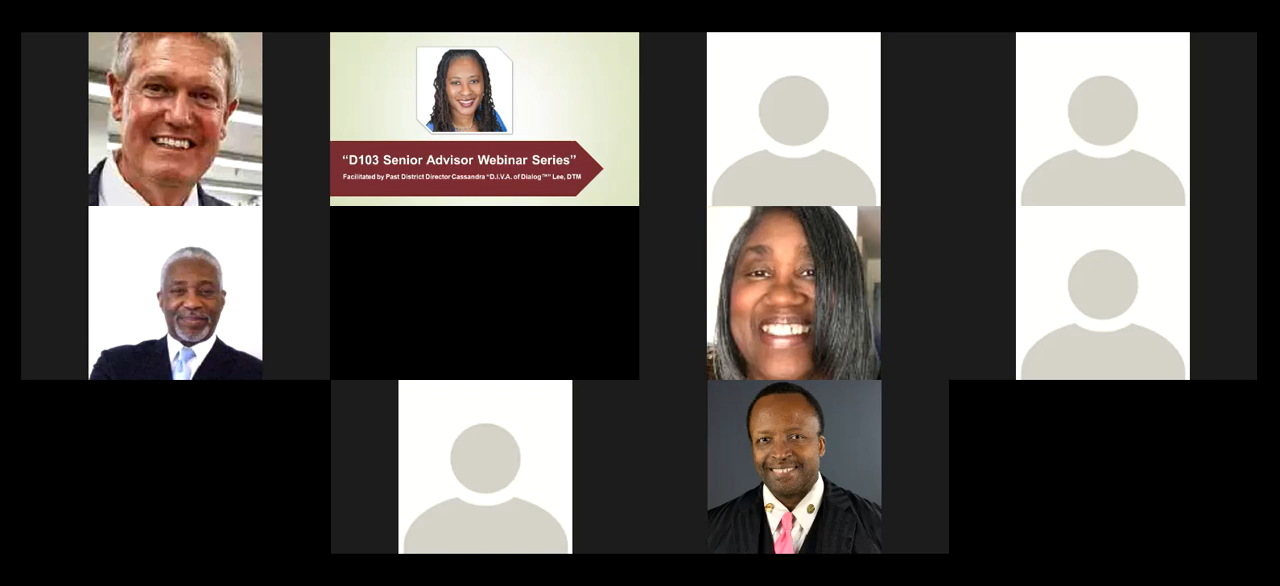 “D103 Senior Advisor Webinar Series”
Facilitated by Past District Director Cassandra “D.I.V.A. of Dialog™” Lee, DTM